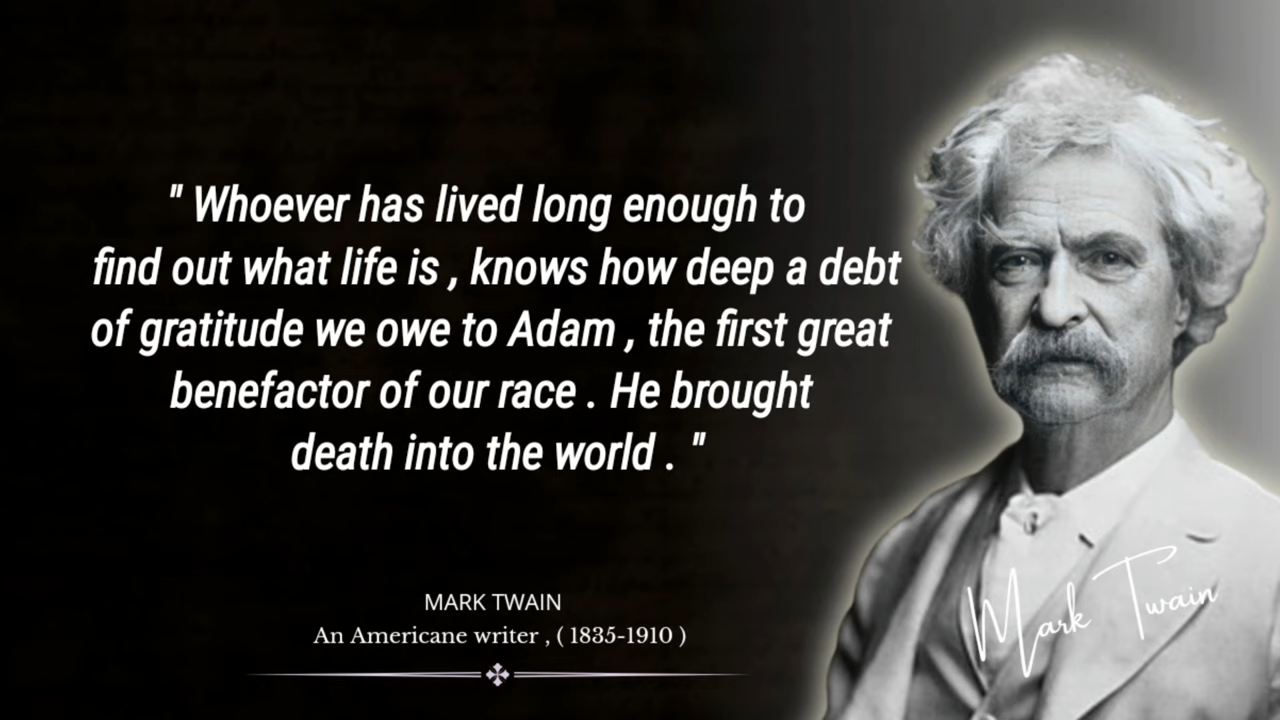 " Whoever has lived long enough to
find out what life is , knows how deep a debt
of gratitude we owe to Adam , the first great
benefactor of our race . He brought
death into the world . "
MARK TWAIN
An Americane writer , ( 1835-1910 )
Mark Twain